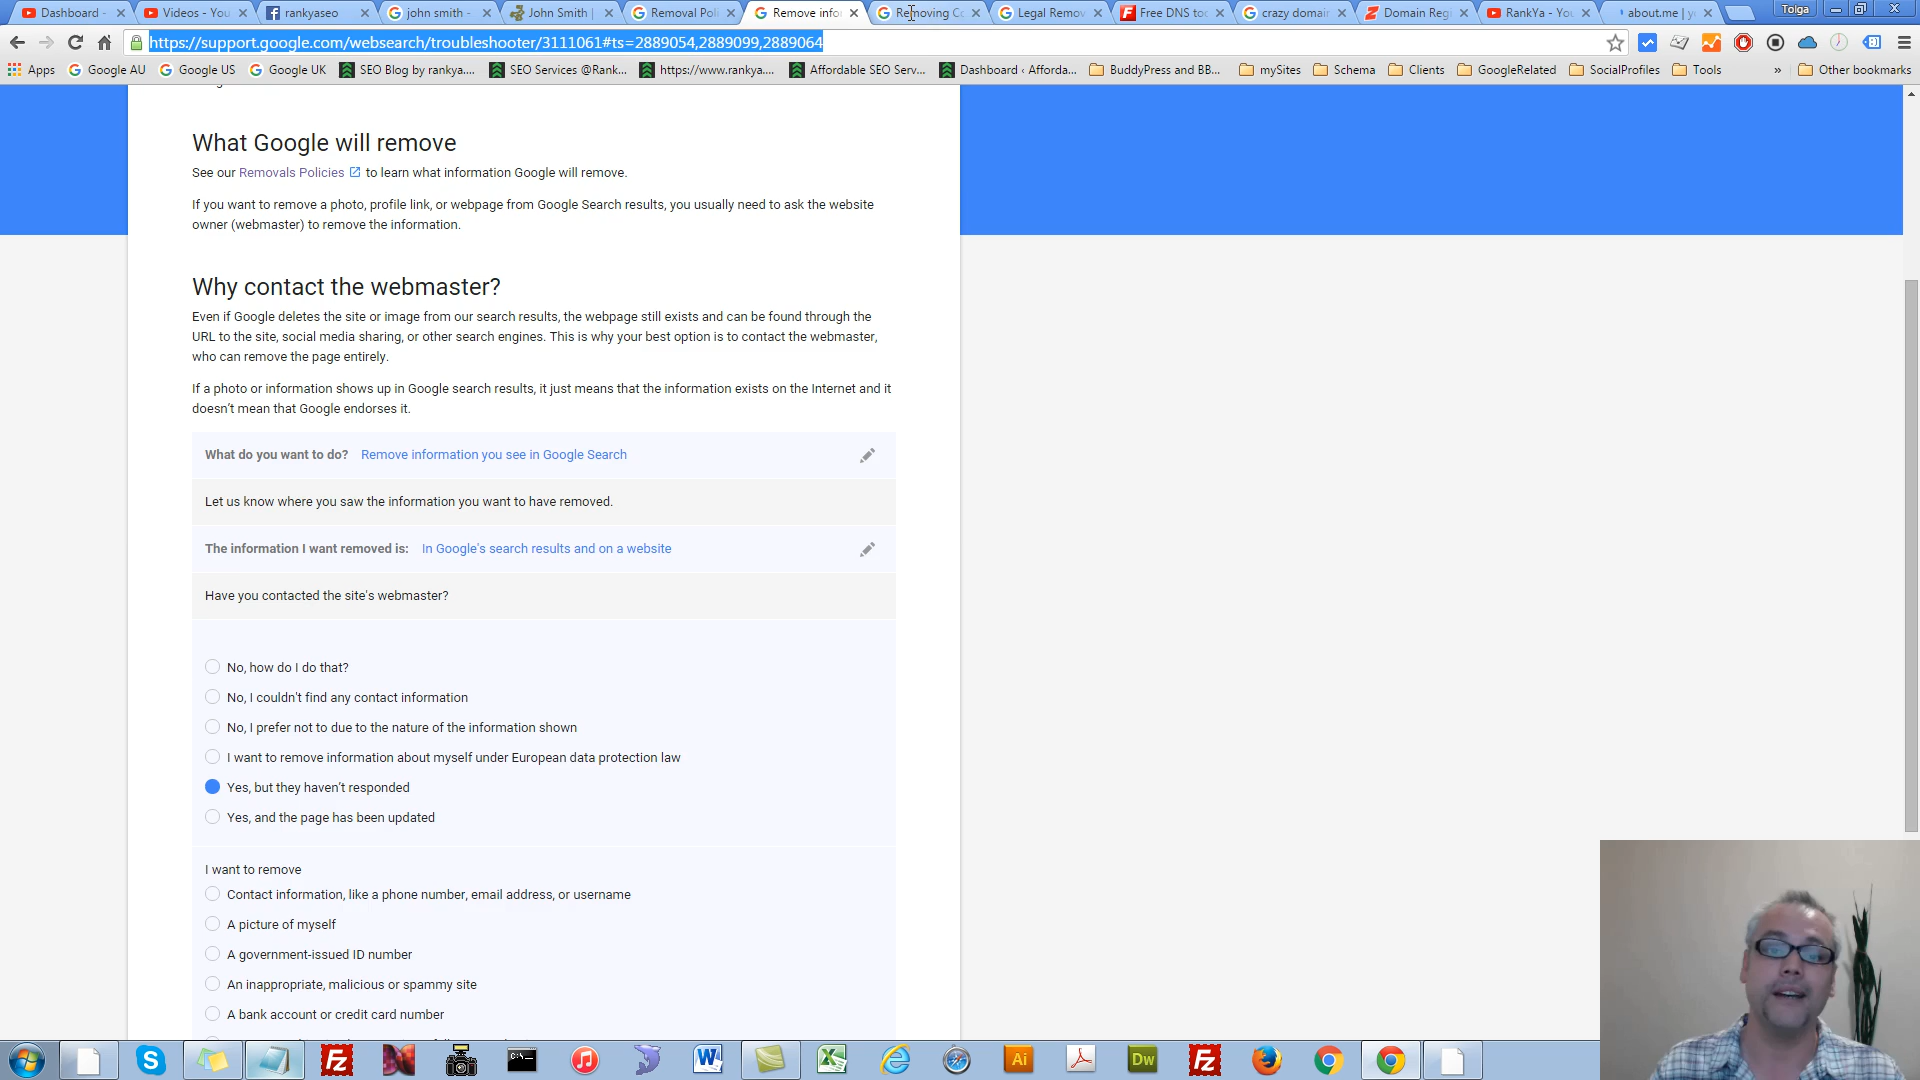 Dashboard -
Videos - You
rankyaseo
john smith -
John Smith |
Removal Poli
Remove info
Removing Co
Legal Remov
Free DNS too
crazy domain
Domain Regi
RankYa - You
about.me | yo
Tolga
https://support.google.com/websearch/troubleshooter/3111061#ts=2889054,2889099,2889064
Apps
Google AU
Google US
Google UK
SEO Blog by rankya....
SEO Services @Rank...
https://www.rankya....
Affordable SEO Serv...
Dashboard ‹ Afforda...
BuddyPress and BB...
mySites
Schema
Clients
GoogleRelated
SocialProfiles
Tools
»
Other bookmarks
What Google will remove
See our Removals Policies to learn what information Google will remove.
If you want to remove a photo, profile link, or webpage from Google Search results, you usually need to ask the website
owner (webmaster) to remove the information.
Why contact the webmaster?
Even if Google deletes the site or image from our search results, the webpage still exists and can be found through the
URL to the site, social media sharing, or other search engines. This is why your best option is to contact the webmaster,
who can remove the page entirely.
If a photo or information shows up in Google search results, it just means that the information exists on the Internet and it
doesn't mean that Google endorses it.
What do you want to do? Remove information you see in Google Search
Let us know where you saw the information you want to have removed.
The information I want removed is: In Google's search results and on a website
Have you contacted the site's webmaster?
No, how do I do that?
No, I couldn't find any contact information
No, I prefer not to due to the nature of the information shown
I want to remove information about myself under European data protection law
Yes, but they haven't responded
Yes, and the page has been updated
I want to remove
Contact information, like a phone number, email address, or username
A picture of myself
A government-issued ID number
An inappropriate, malicious or spammy site
A bank account or credit card number